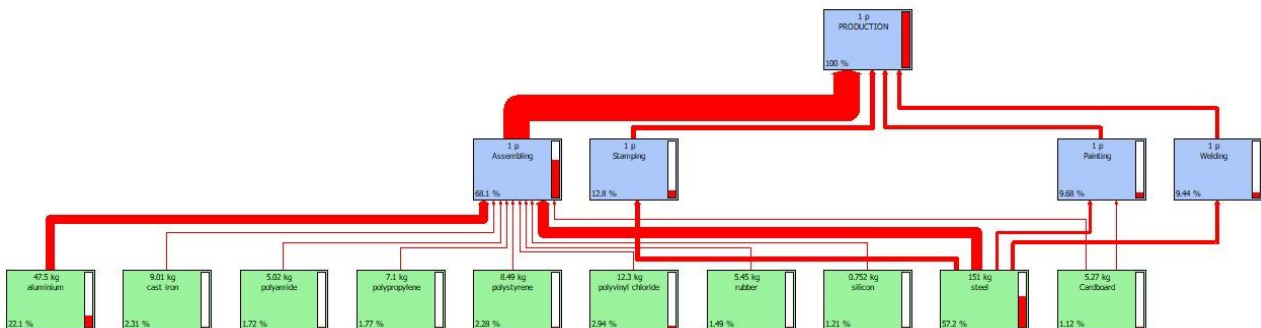 1 p
PRODUCTION
100 %
1 p
Assembling
68.1 %
1 p
Stamping
12.8 %
1 p
Painting
9.68 %
1 p
Welding
9.44 %
47.5 kg
aluminium
22.1 %
9.01 kg
cast iron
2.31 %
5.02 kg
polyamide
1.72 %
7.1 kg
polypropylene
1.77 %
8.49 kg
polystyrene
2.28 %
12.3 kg
polyvinyl chloride
2.94 %
5.45 kg
rubber
1.49 %
0.752 kg
silicon
1.21 %
151 kg
steel
57.2 %
5.27 kg
Cardboard
1.12 %